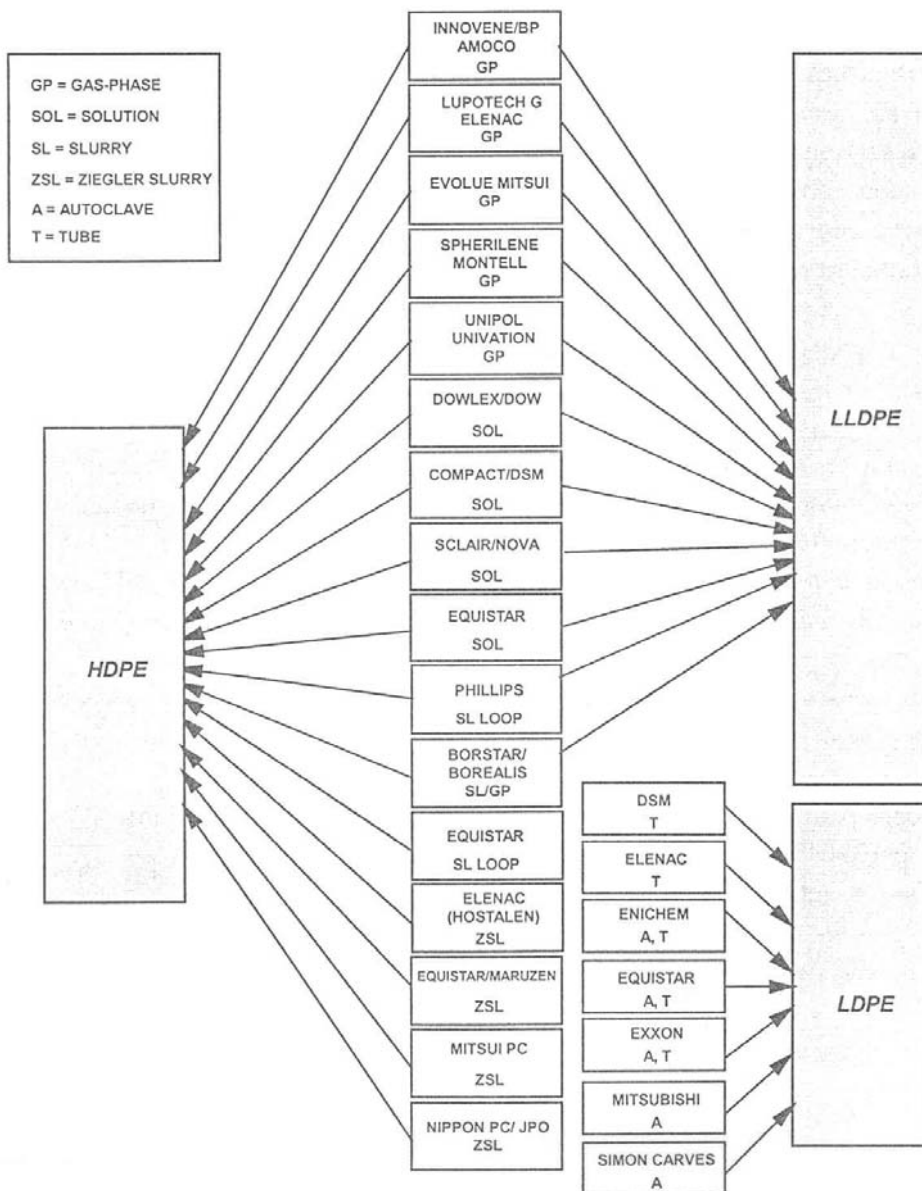 GP = GAS-PHASE
SOL = SOLUTION
SL = SLURRY
ZSL = ZIEGLER SLURRY
A = AUTOCLAVE
T = TUBE
INNOVENE/BP
AMOCO
GP
LUPOTECH G
ELENAC
GP
EVOLUE MITSUI
GP
SPHERILENE
MONTELL
GP
UNIPOL
UNIVATION
GP
DOWLEX/DOW
SOL
COMPACT/DSM
SOL
SCLAIR/NOVA
SOL
EQUISTAR
SOL
PHILLIPS
SL LOOP
BORSTAR/
BOREALIS
SL/GP
EQUISTAR
SL LOOP
ELENAC
(HOSTALEN)
ZSL
EQUISTAR/MARUZEN
ZSL
MITSUI PC
ZSL
NIPPON PC/ JPO
ZSL
HDPE
LLDPE
DSM
T
ELENAC
T
ENICHEM
A, T
EQUISTAR
A, T
EXXON
A, T
MITSUBISHI
A
SIMON CARVES
A
LDPE